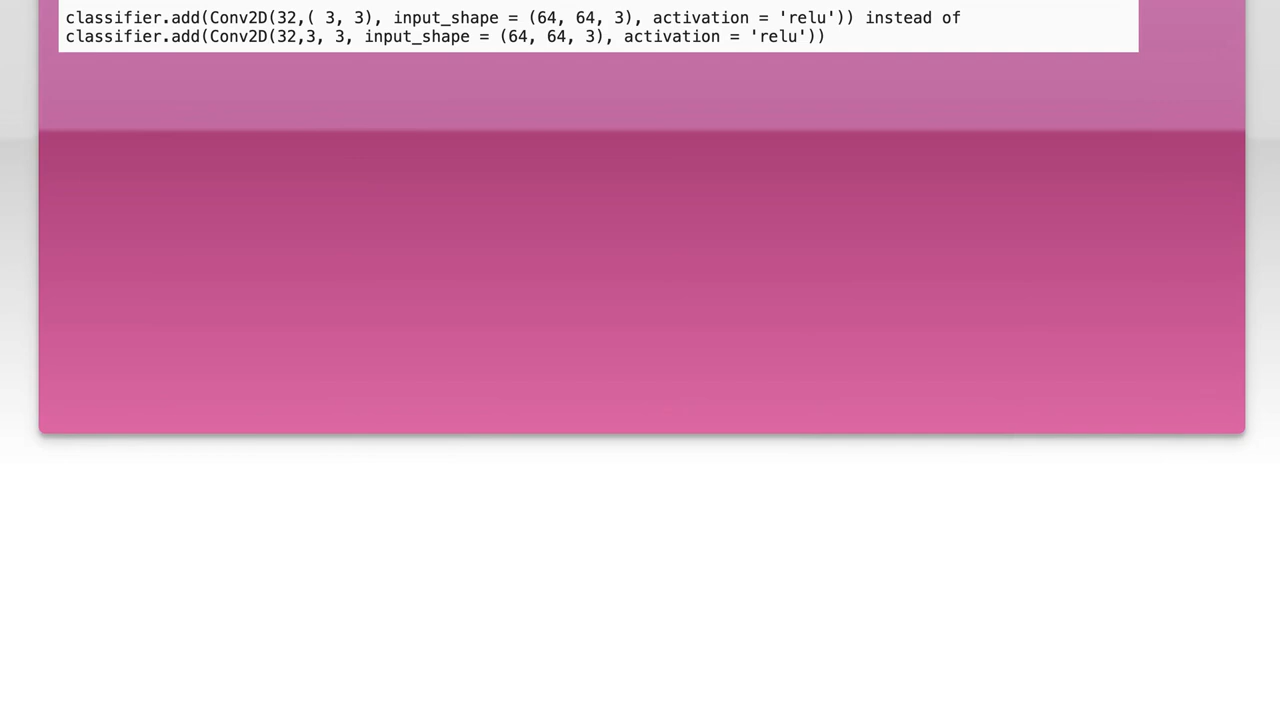 classifier.add(Conv2D(32,( 3, 3), input_shape = (64, 64, 3), activation = 'relu')) instead of
classifier.add(Conv2D(32,3, 3, input_shape = (64, 64, 3), activation = 'relu'))